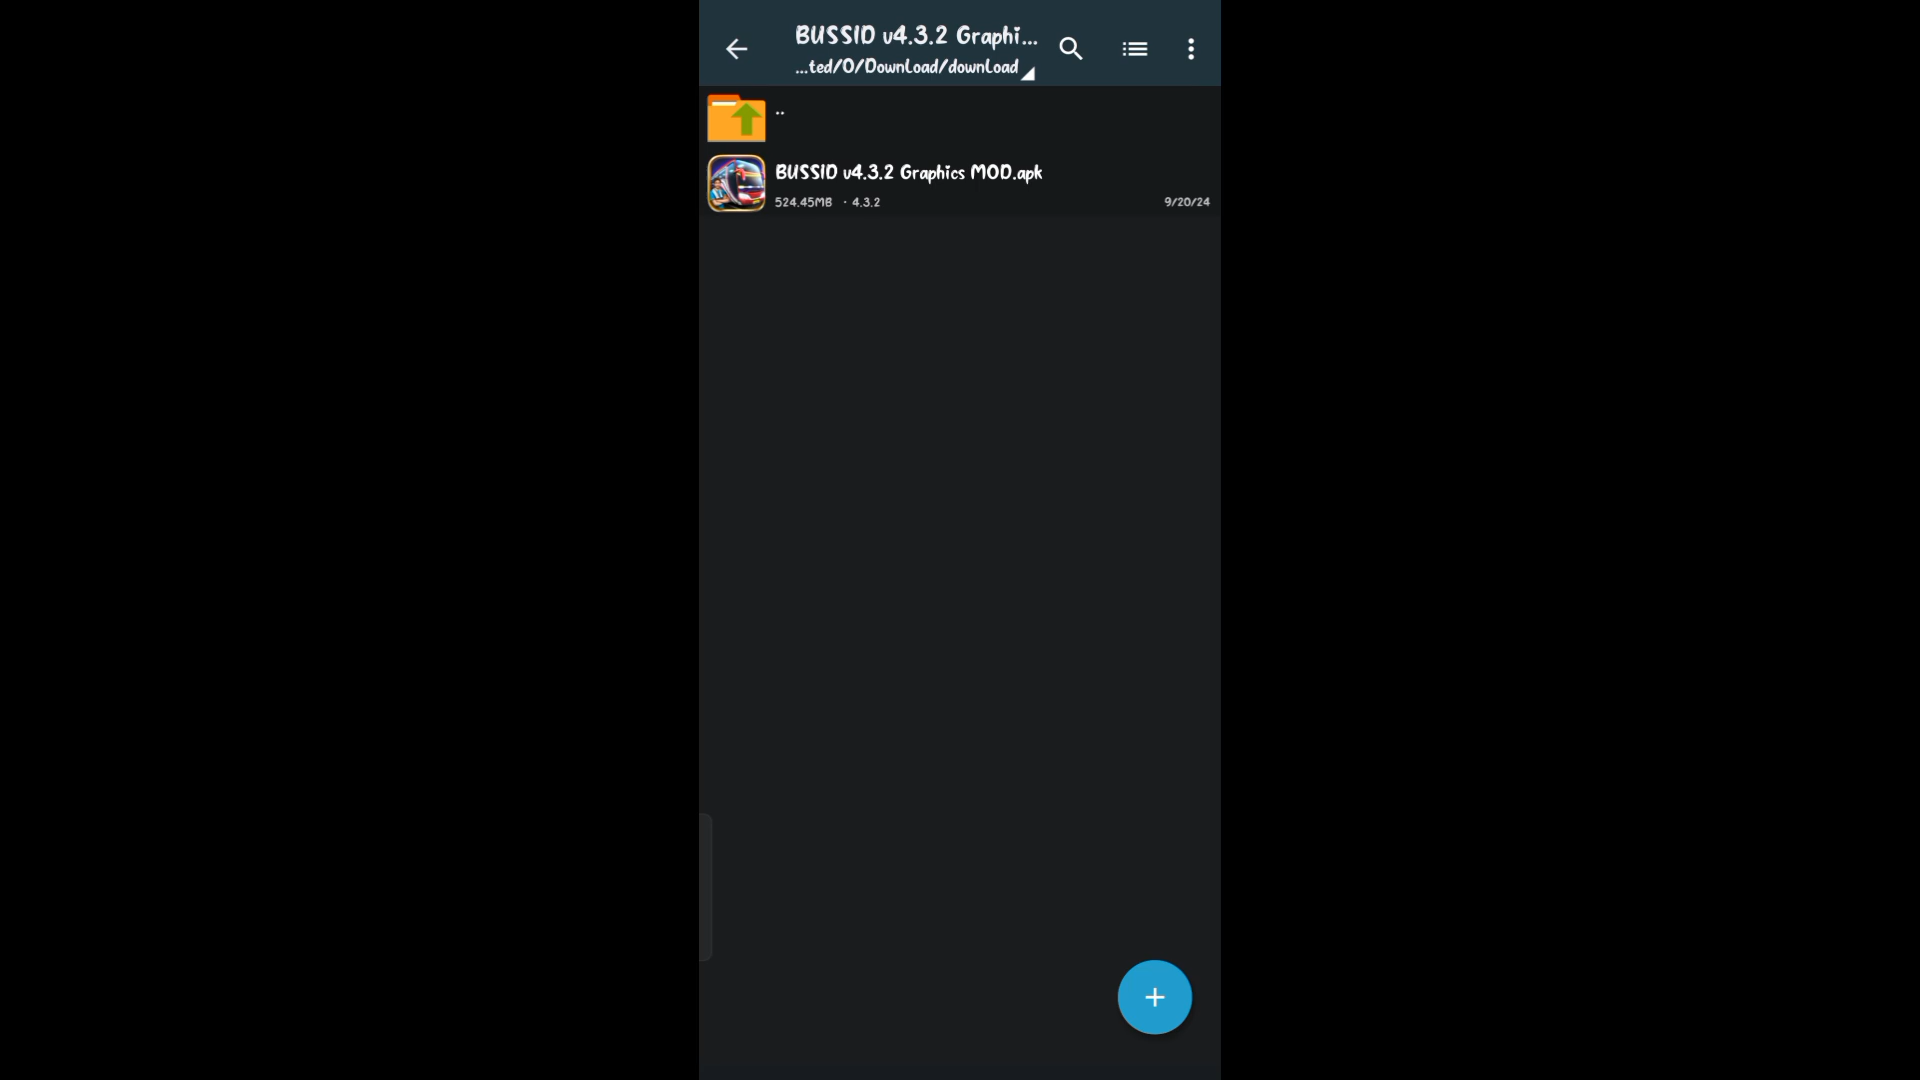 BUSSID v4.3.2 Graphi...
...ted/0/Download/download
..
BUSSID v4.3.2 Graphics MOD.apk
524.45MB · 4.3.2
9/20/24